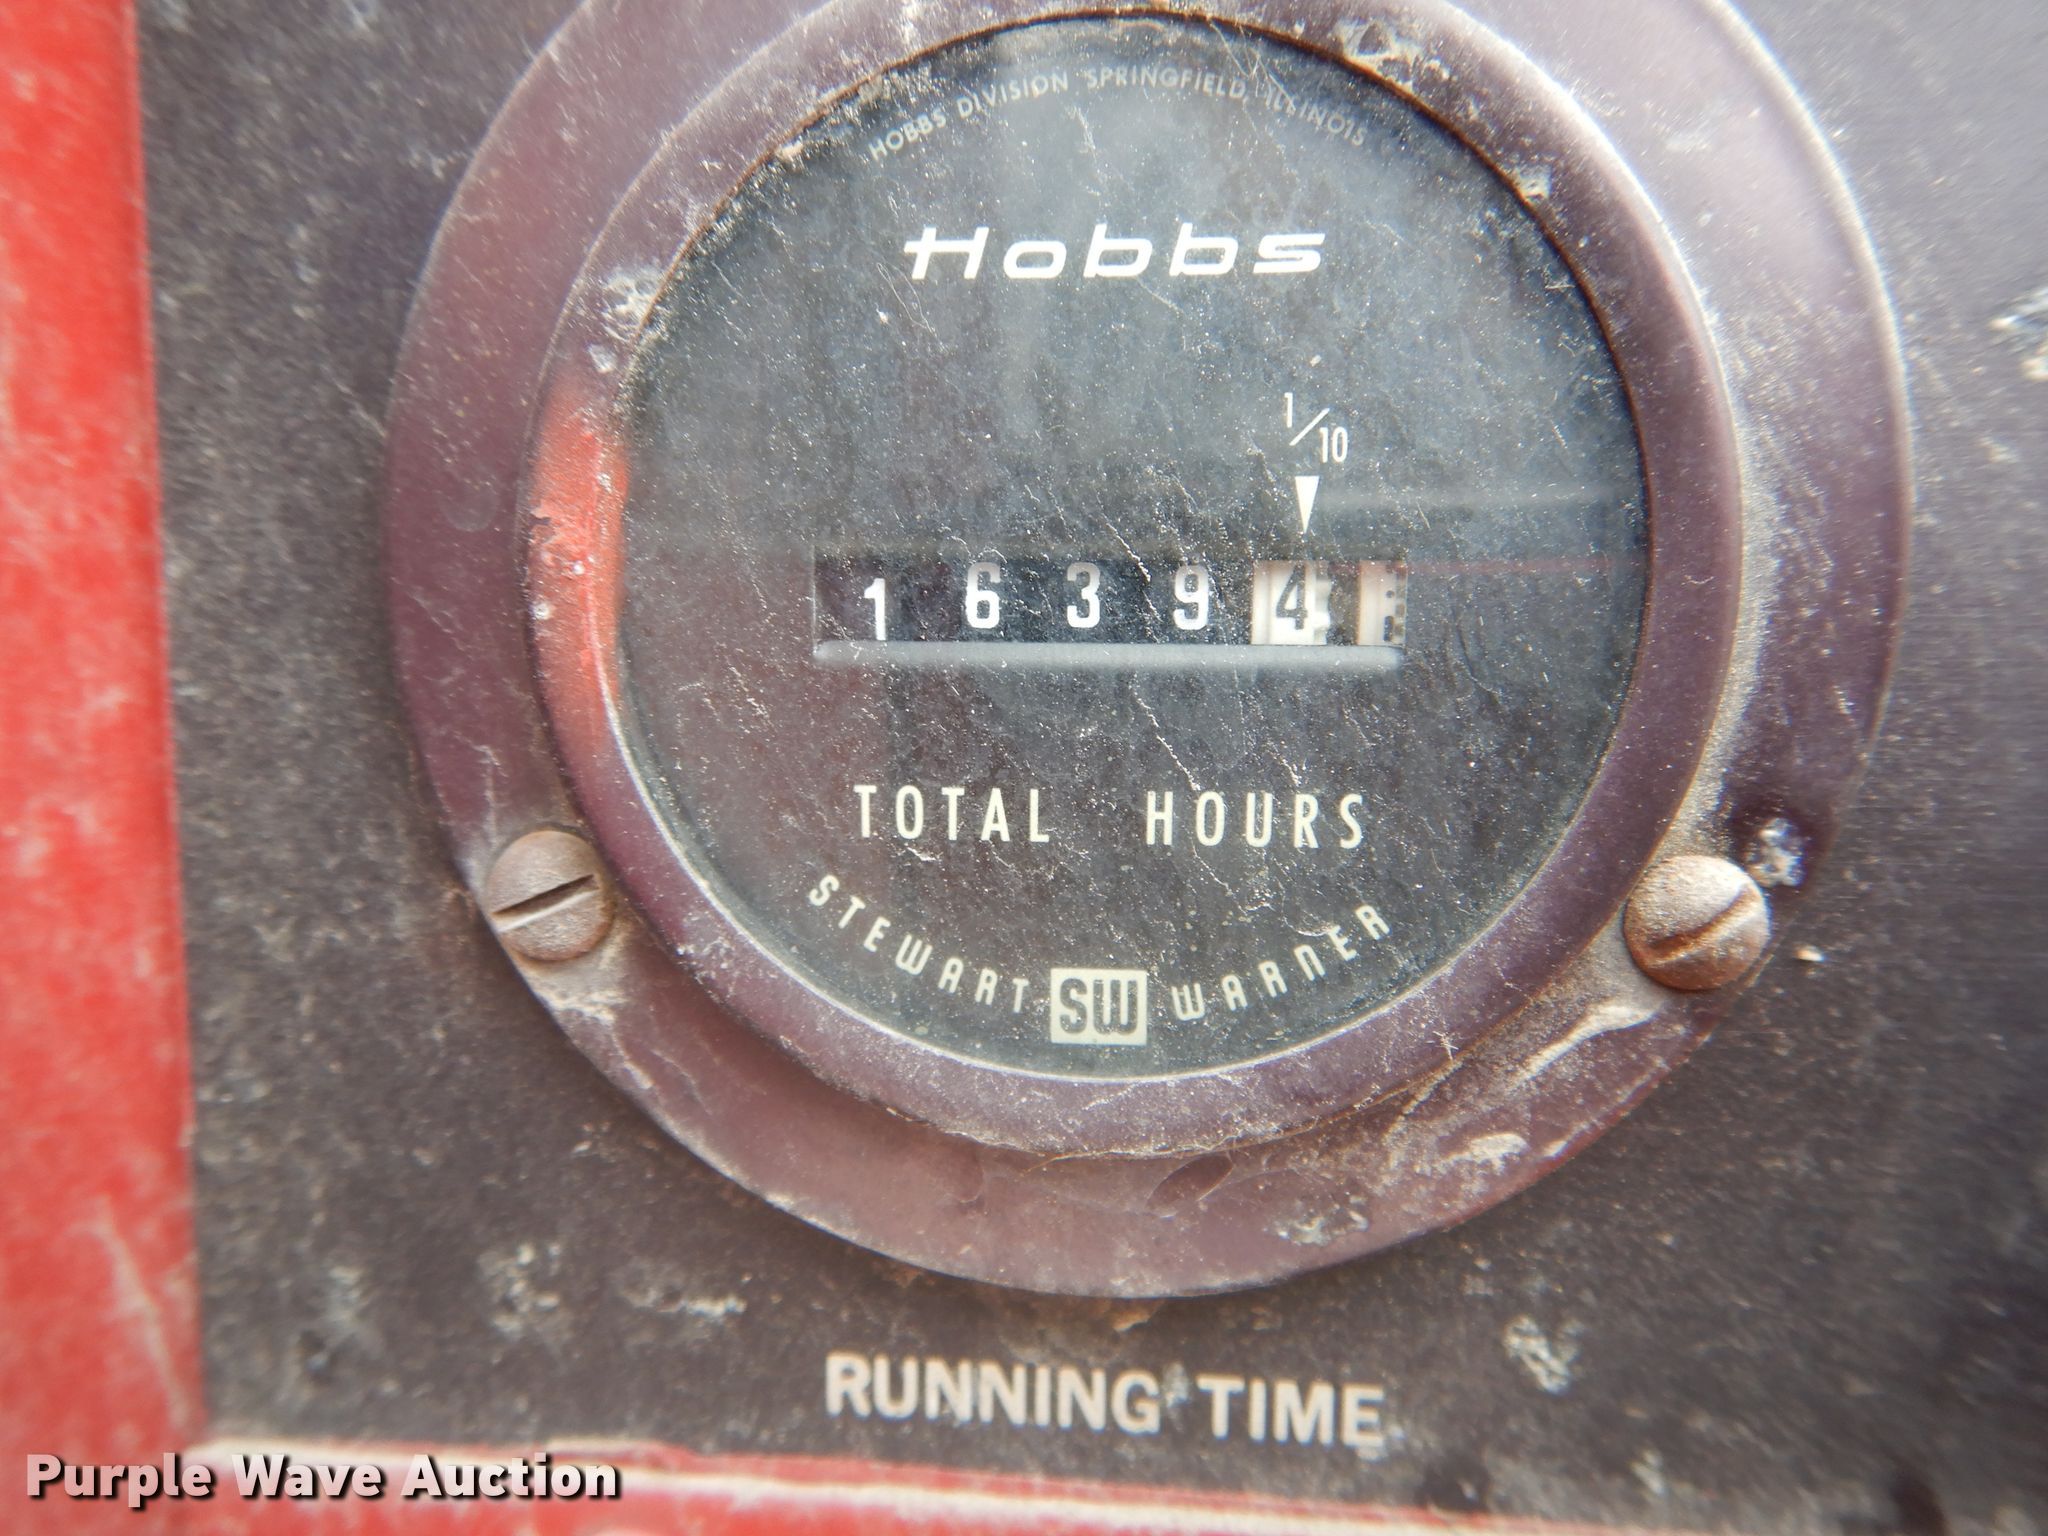 HOBBS DIVISION SPRINGFIELD, ILLINOIS
Hobbs
1/10
1 6 3 9 4
TOTAL HOURS
STEWART SW WARNER
RUNNING TIME
Purple Wave Auction